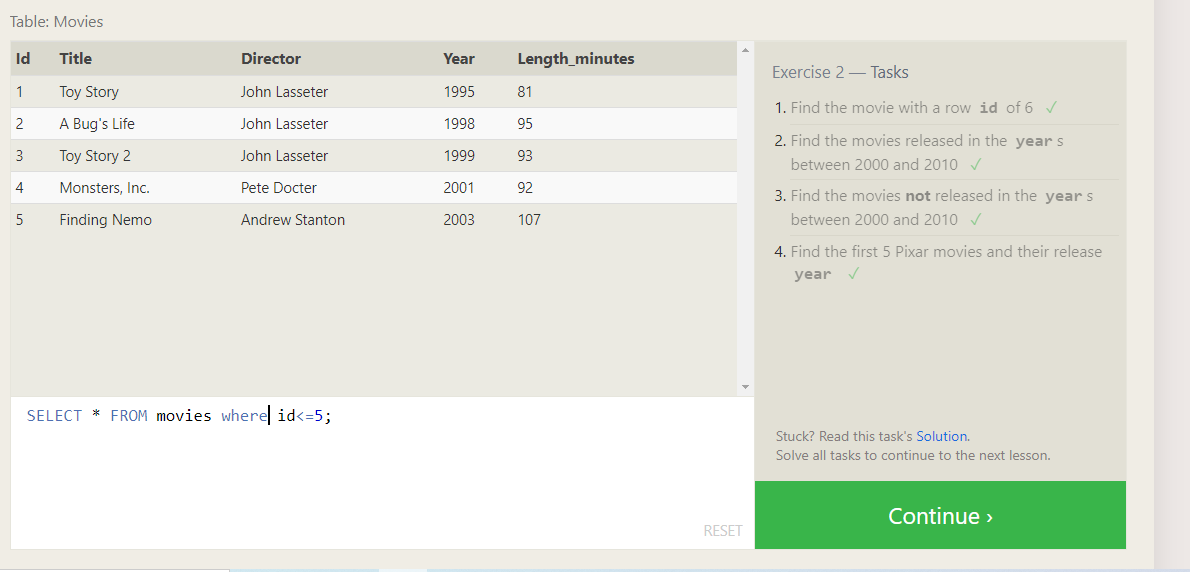 Table: Movies
Id Title Director Year Length_minutes
1 Toy Story John Lasseter 1995 81
2 A Bug's Life John Lasseter 1998 95
3 Toy Story 2 John Lasseter 1999 93
4 Monsters, Inc. Pete Docter 2001 92
5 Finding Nemo Andrew Stanton 2003 107
SELECT * FROM movies where id<=5;
RESET
Exercise 2 — Tasks
1. Find the movie with a row id of 6 ✓
2. Find the movies released in the year s
between 2000 and 2010 ✓
3. Find the movies not released in the year s
between 2000 and 2010 ✓
4. Find the first 5 Pixar movies and their release
year ✓
Stuck? Read this task's Solution.
Solve all tasks to continue to the next lesson.
Continue ›